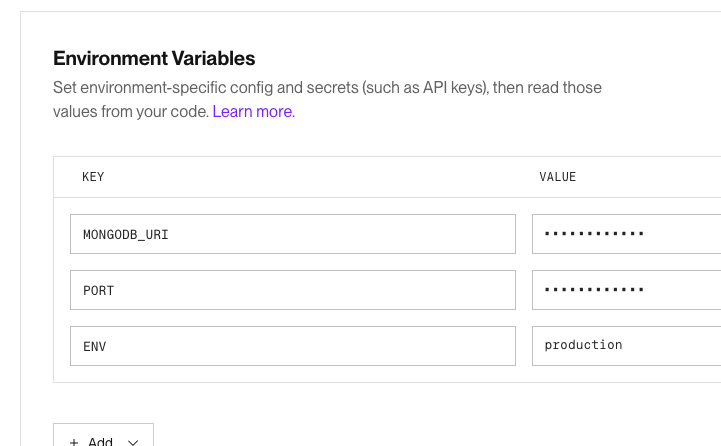 Environment Variables
Set environment-specific config and secrets (such as API keys), then read those
values from your code. Learn more.
KEY VALUE
MONGODB_URI ••••••••••••
PORT ••••••••••••
ENV production
+ Add